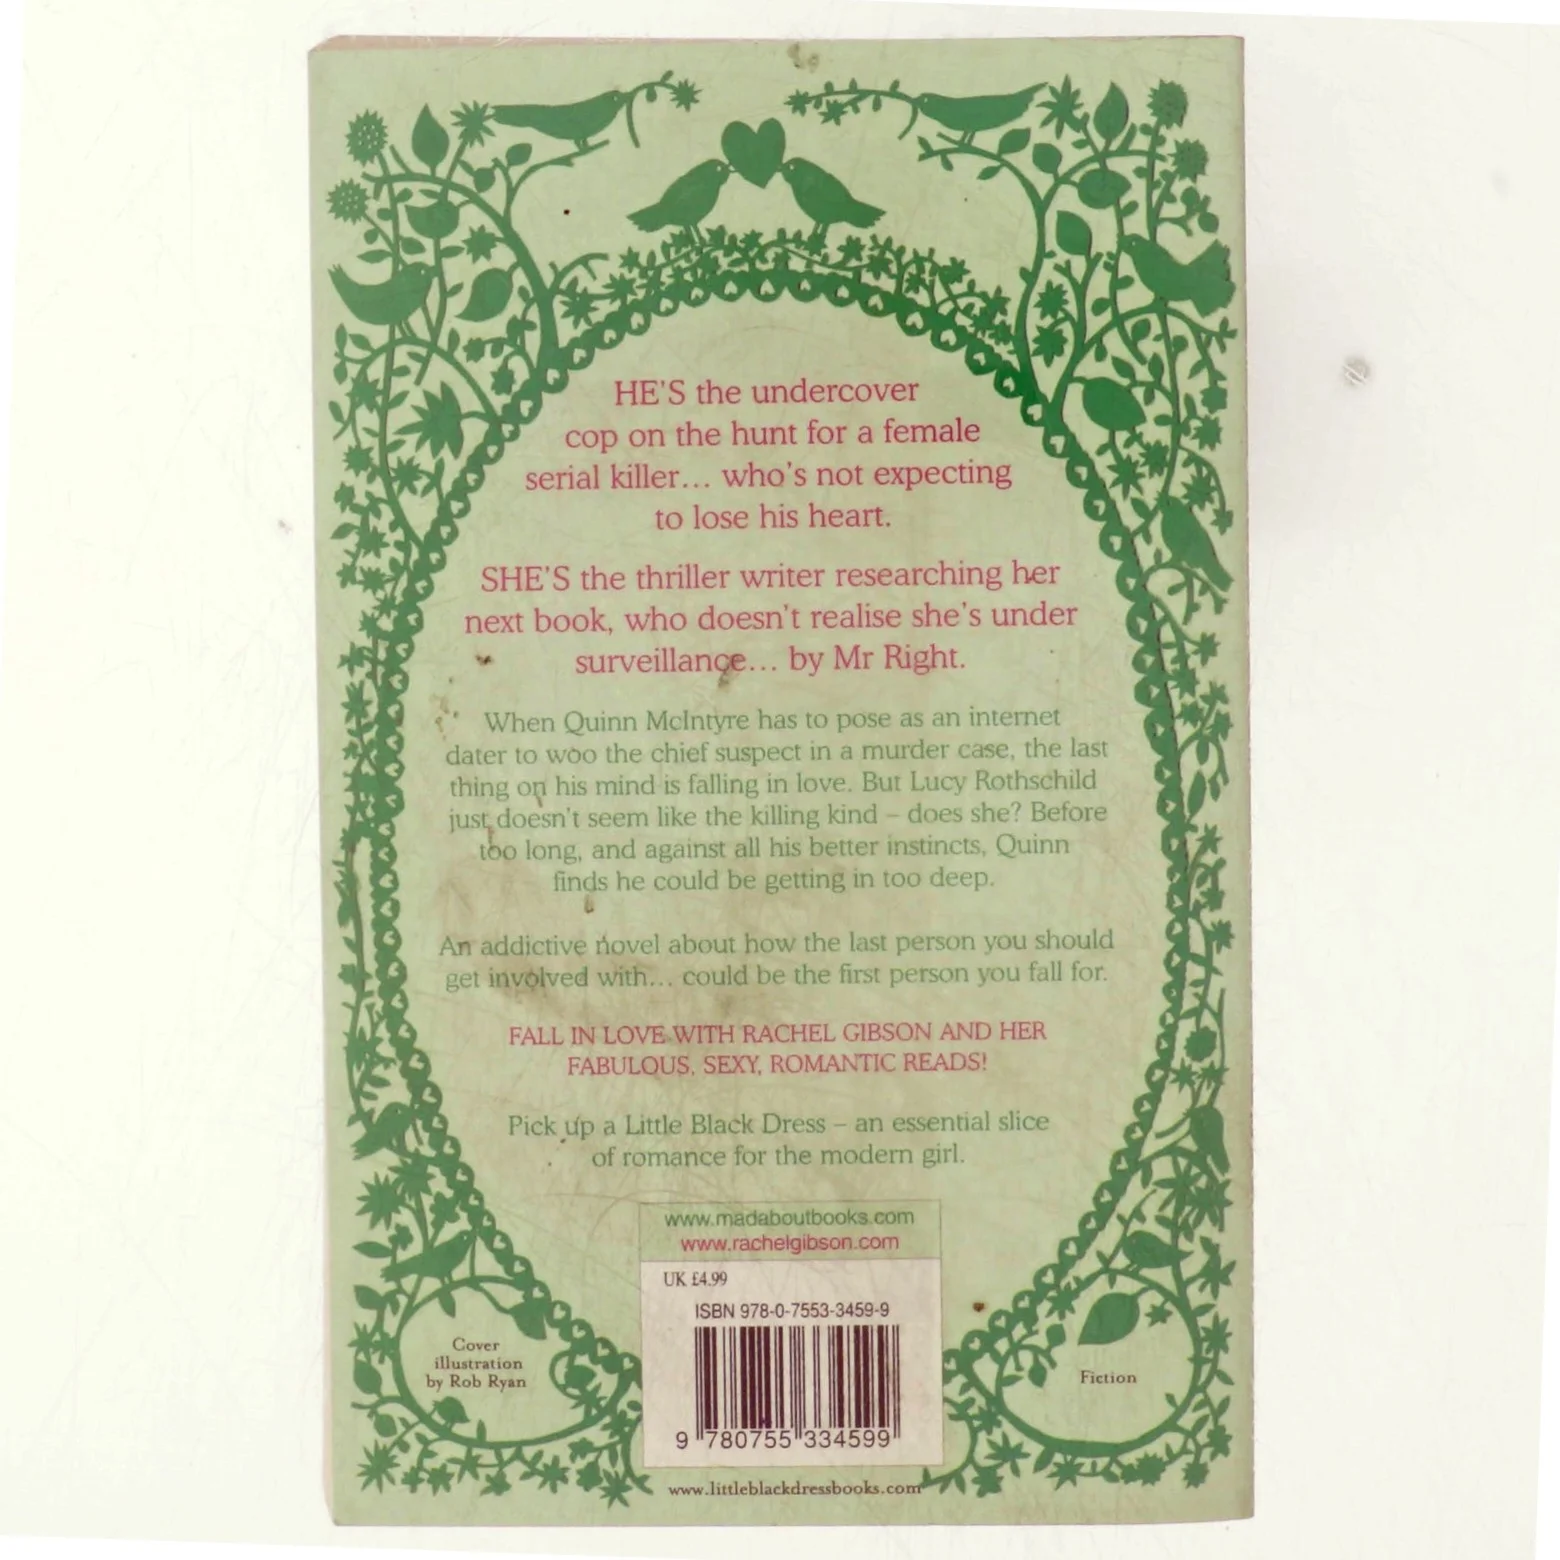 HE'S the undercover
cop on the hunt for a female
serial killer... who's not expecting
to lose his heart.
SHE'S the thriller writer researching her
next book, who doesn't realise she's under
surveillance... by Mr Right.
When Quinn McIntyre has to pose as an internet
dater to woo the chief suspect in a murder case, the last
thing on his mind is falling in love. But Lucy Rothschild
just doesn't seem like the killing kind – does she? Before
too long, and against all his better instincts, Quinn
finds he could be getting in too deep.
An addictive novel about how the last person you should
get involved with... could be the first person you fall for.
FALL IN LOVE WITH RACHEL GIBSON AND HER
FABULOUS, SEXY, ROMANTIC READS!
Pick up a Little Black Dress – an essential slice
of romance for the modern girl.
www.madaboutbooks.com
www.rachelgibson.com
UK £4.99
ISBN 978-0-7553-3459-9
9 780755 334599
Cover
illustration
by Rob Ryan
Fiction
www.littleblackdressbooks.com